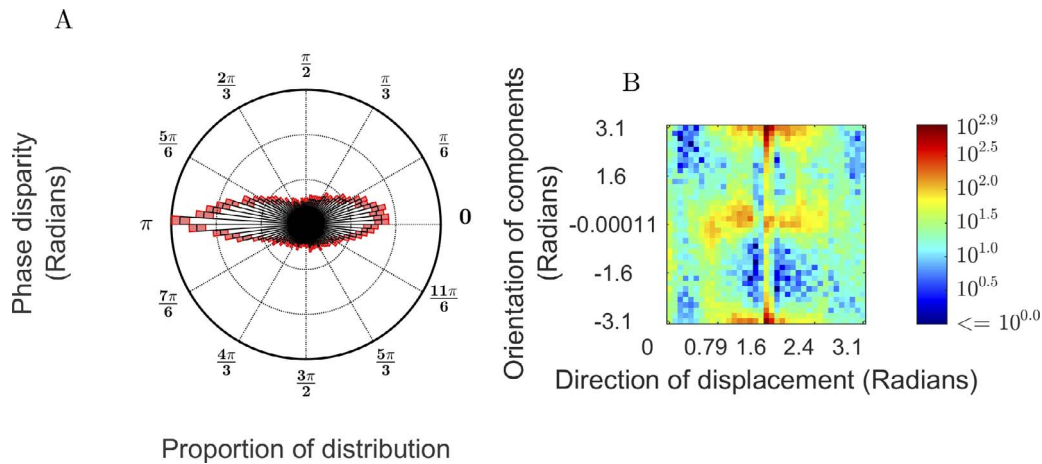 A
π/2
2π/3
π/3
5π/6
π/6
Phase disparity
(Radians)
π
0
7π/6
11π/6
4π/3
5π/3
3π/2
Proportion of distribution
B
Orientation of components
(Radians)
3.1
1.6
-0.00011
-1.6
-3.1
0 0.79 1.6 2.4 3.1
Direction of displacement (Radians)
10^2.9
10^2.5
10^2.0
10^1.5
10^1.0
10^0.5
<= 10^0.0